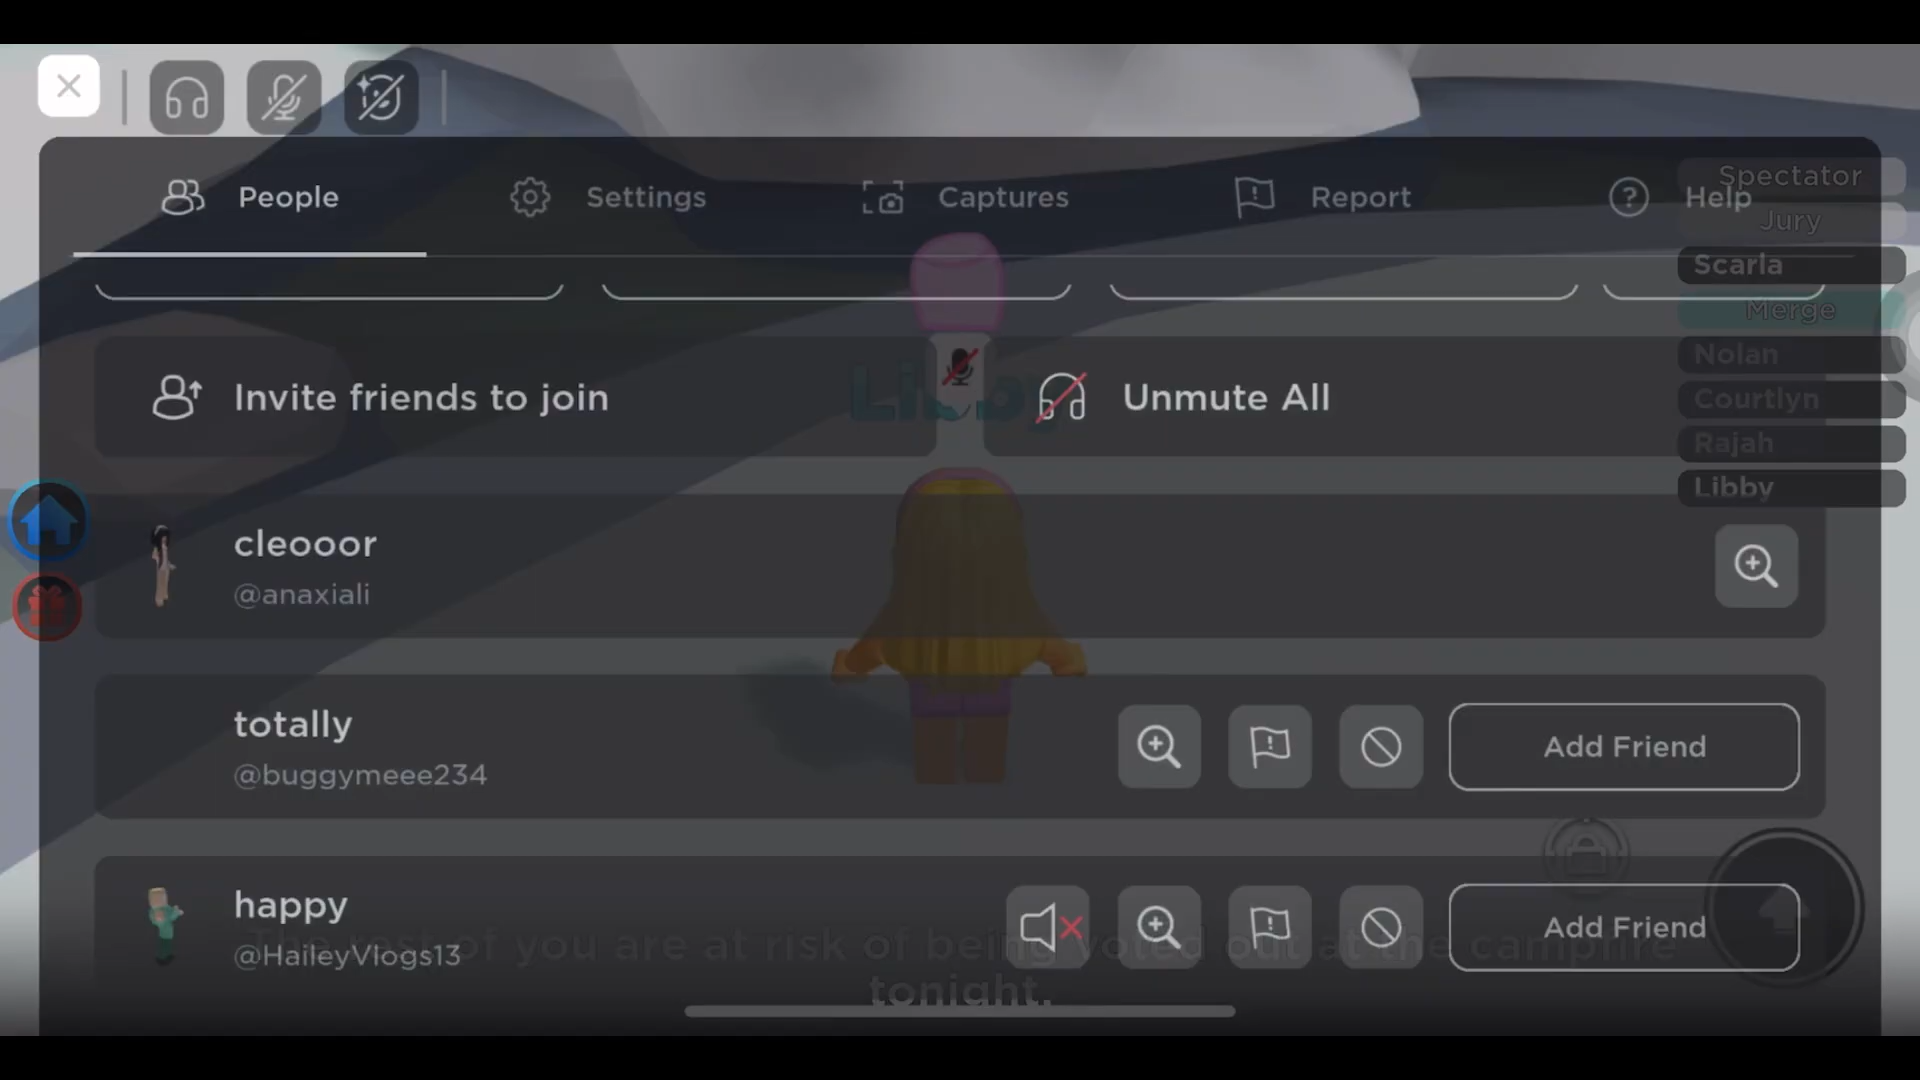 People
Settings
Captures
Report
Help
Spectator
Jury
Scarla
Merge
Nolan
Courtlyn
Rajah
Libby
Libby
Invite friends to join
Unmute All
cleooor
@anaxiali
totally
@buggymeee234
Add Friend
happy
@HaileyVlogs13
Add Friend
The rest of you are at risk of being voted out at the campfire
tonight.